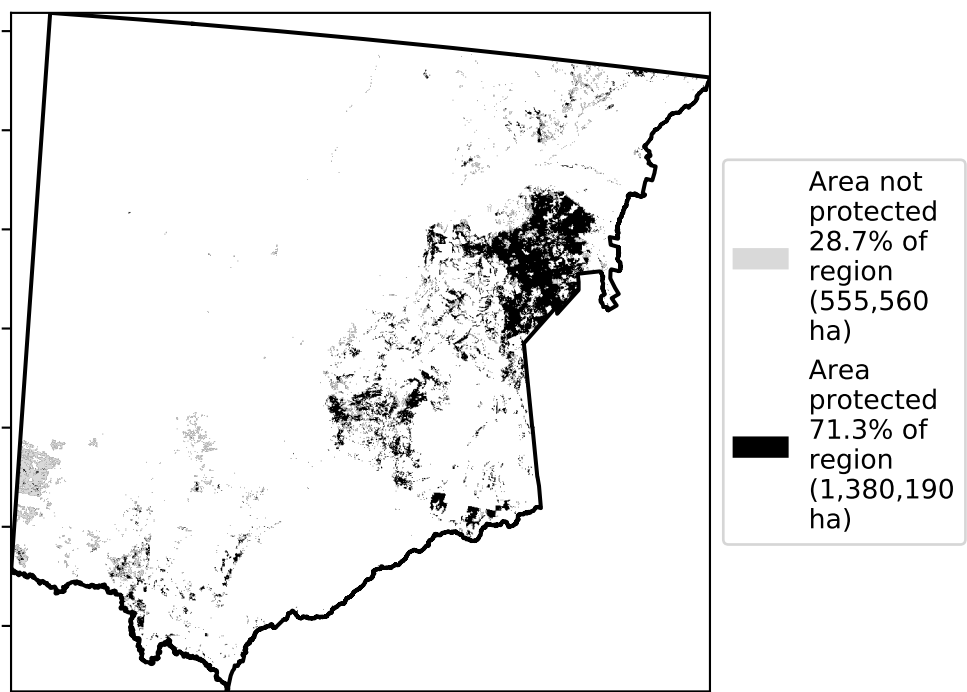 Area not
protected
28.7% of
region
(555,560
ha)
Area
protected
71.3% of
region
(1,380,190
ha)